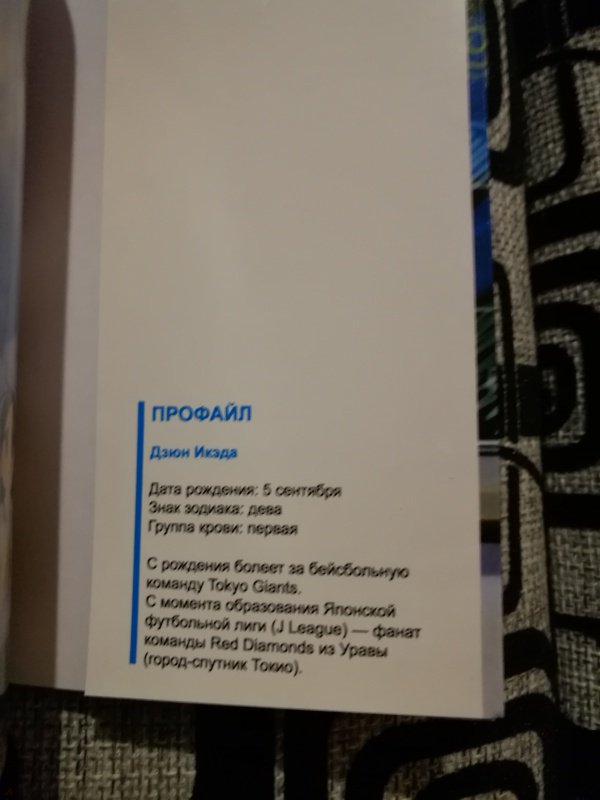 ПРОФАЙЛ
Дзюн Икэда
Дата рождения: 5 сентября
Знак зодиака: дева
Группа крови: первая
С рождения болеет за бейсбольную
команду Tokyo Giants.
С момента образования Японской
футбольной лиги (J League) — фанат
команды Red Diamonds из Уравы
(город-спутник Токио).